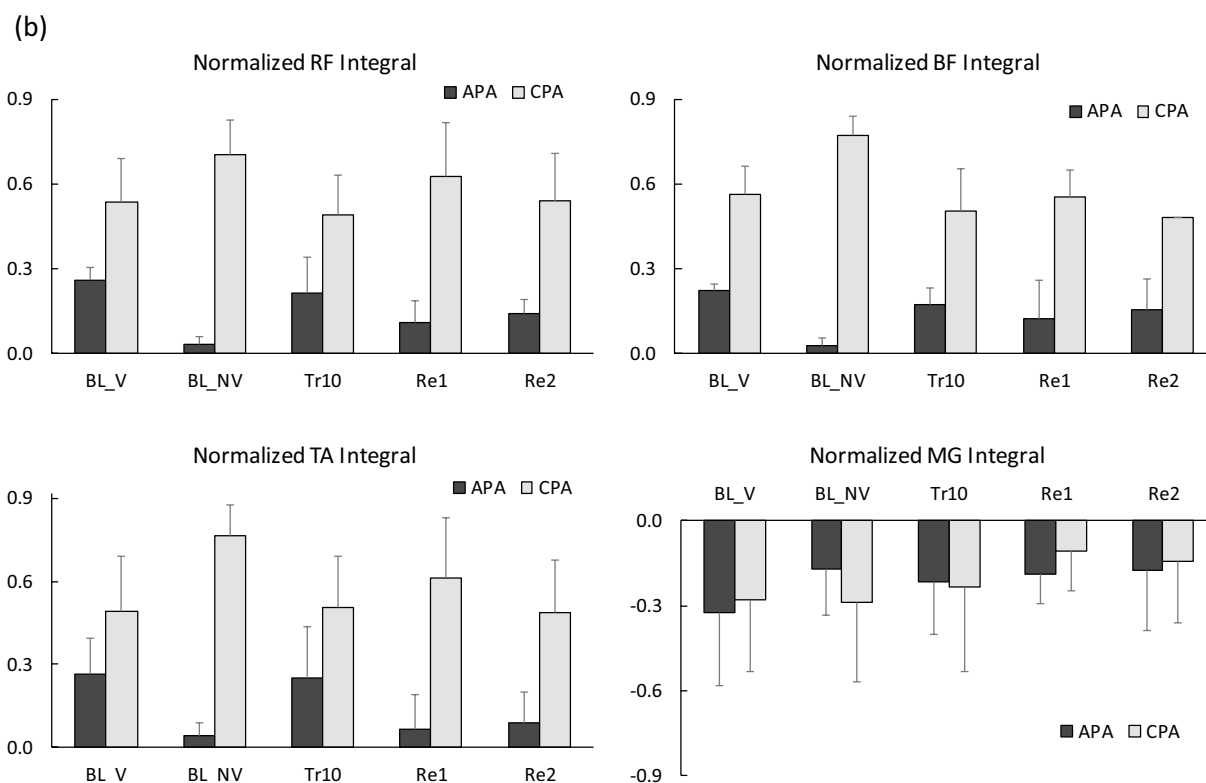 (b)
Normalized RF Integral
APA CPA
0.9
0.6
0.3
0.0
BL_V BL_NV Tr10 Re1 Re2
Normalized BF Integral
APA CPA
0.9
0.6
0.3
0.0
BL_V BL_NV Tr10 Re1 Re2
Normalized TA Integral
APA CPA
0.9
0.6
0.3
0.0
BL_V BL_NV Tr10 Re1 Re2
Normalized MG Integral
BL_V BL_NV Tr10 Re1 Re2
0.0
-0.3
-0.6
APA CPA
-0.9